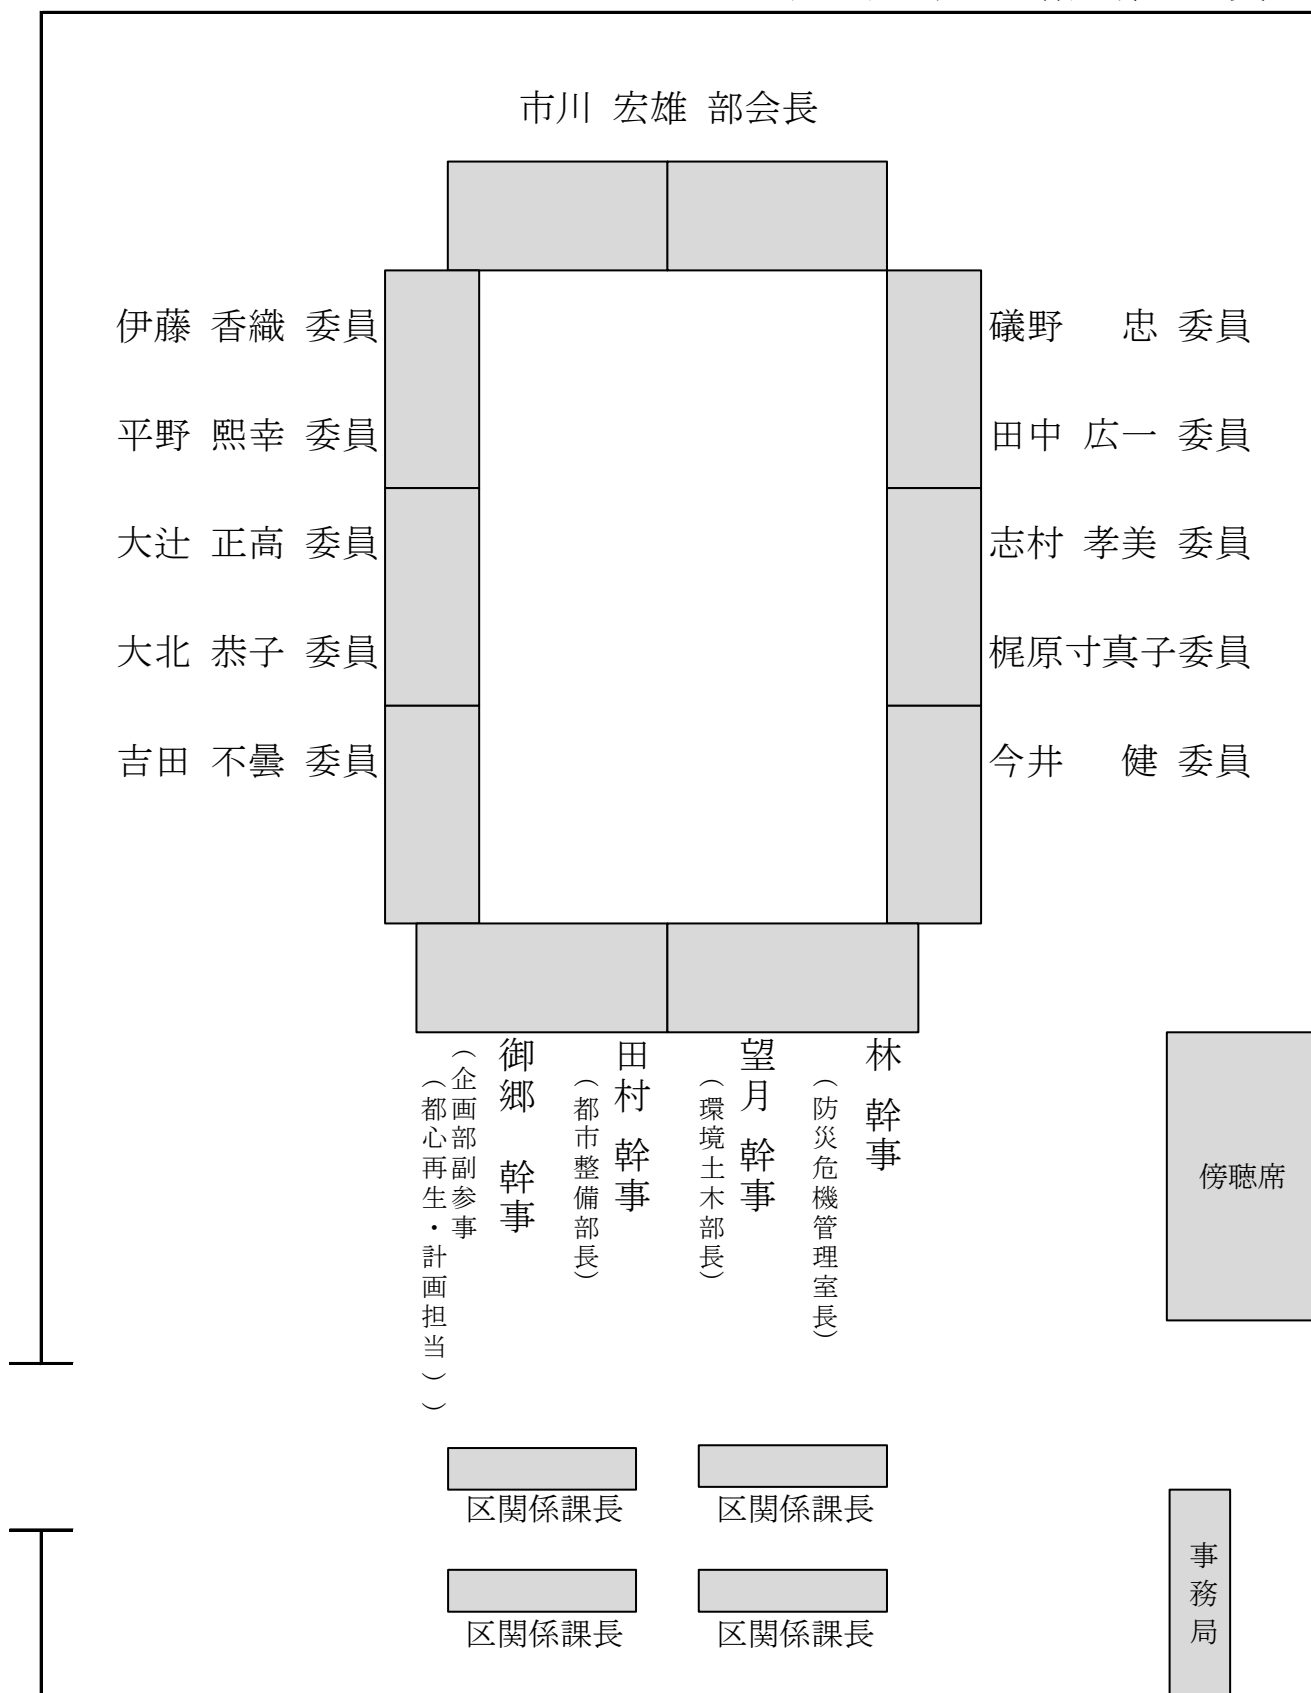 市川 宏雄 部会長
伊藤 香織 委員
礒野 忠 委員
平野 熙幸 委員
田中 広一 委員
大辻 正高 委員
志村 孝美 委員
大北 恭子 委員
梶原寸真子委員
吉田 不曇 委員
今井 健 委員
御郷 幹事
(企画部副参事
(都心再生・計画担当))
田村 幹事
(都市整備部長)
望月 幹事
(環境土木部長)
林 幹事
(防災危機管理室長)
傍聴席
区関係課長
区関係課長
区関係課長
区関係課長
事務局